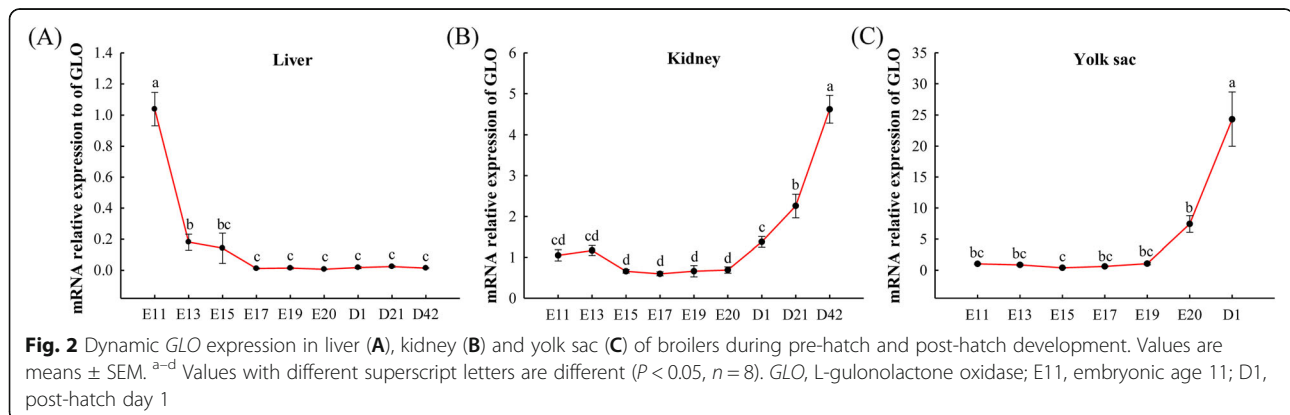 (A)
Liver
mRNA relative expression to of GLO
1.4
1.2
1.0
0.8
0.6
0.4
0.2
0.0
a
b
bc
c
c
c
c
c
c
E11 E13 E15 E17 E19 E20 D1 D21 D42
(B)
Kidney
mRNA relative expression of GLO
6
5
4
3
2
1
0
cd
cd
d
d
d
d
c
b
a
E11 E13 E15 E17 E19 E20 D1 D21 D42
(C)
Yolk sac
mRNA relative expression of GLO
35
30
25
20
15
10
5
0
bc
bc
c
bc
bc
b
a
E11 E13 E15 E17 E19 E20 D1
Fig. 2 Dynamic GLO expression in liver (A), kidney (B) and yolk sac (C) of broilers during pre-hatch and post-hatch development. Values are
means ± SEM. a–d Values with different superscript letters are different (P < 0.05, n = 8). GLO, L-gulonolactone oxidase; E11, embryonic age 11; D1,
post-hatch day 1